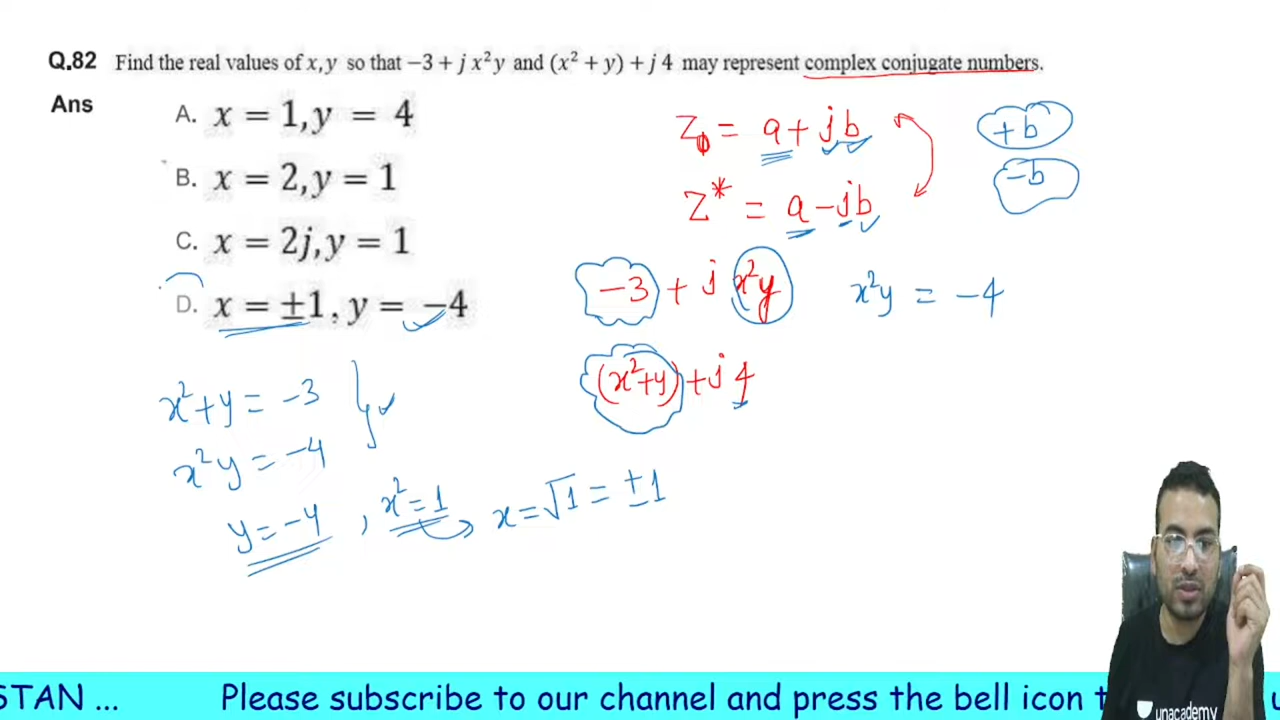 Q.82 Find the real values of x, y so that −3 + j x²y and (x² + y) + j 4 may represent complex conjugate numbers.
Ans
A. x = 1, y = 4
B. x = 2, y = 1
C. x = 2j, y = 1
D. x = ±1, y = −4
Z = a + jb
+b
Z* = a − jb
−b
−3 + j x²y
x²y = −4
(x²+y) + j 4
x²+y = −3
x²y = −4
y = −4 , x² = 1
x = √1 = ±1
STAN ... Please subscribe to our channel and press the bell icon
unacademy